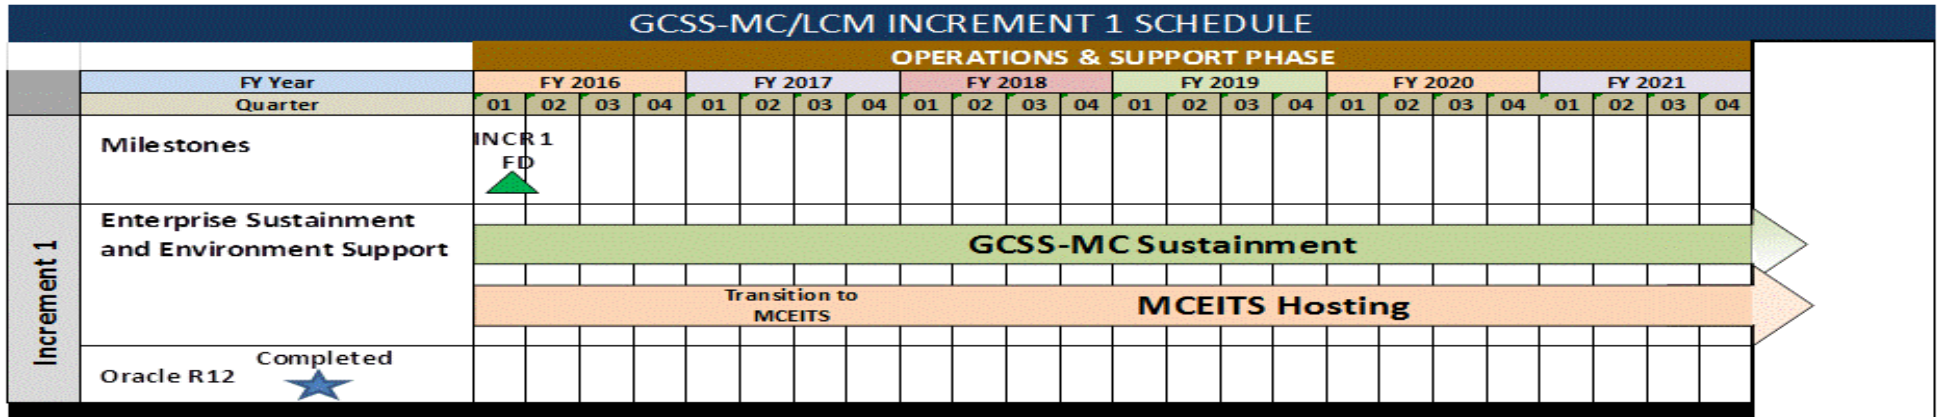 GCSS-MC/LCM INCREMENT 1 SCHEDULE
OPERATIONS & SUPPORT PHASE
FY Year FY 2016 FY 2017 FY 2018 FY 2019 FY 2020 FY 2021
Quarter 01 02 03 04 01 02 03 04 01 02 03 04 01 02 03 04 01 02 03 04 01 02 03 04
Milestones
INCR 1
FD
Increment 1
Enterprise Sustainment
and Environment Support
GCSS-MC Sustainment
Transition to
MCEITS
MCEITS Hosting
Completed
Oracle R12